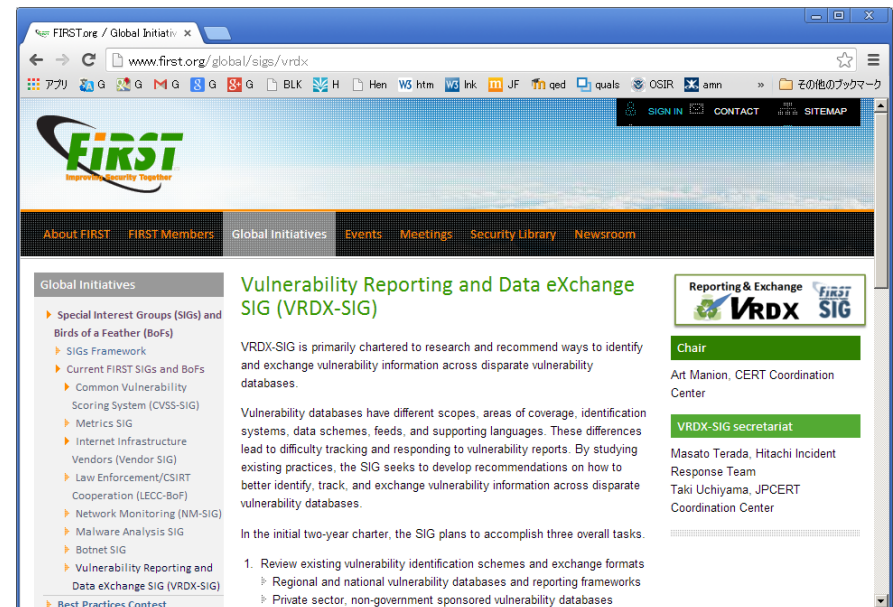 FIRST.org / Global Initiativ
www.first.org/global/sigs/vrdx
アプリ G G G G G BLK H Hen htm lnk JF qed quals OSIR amn » その他のブックマーク
SIGN IN CONTACT SITEMAP
FiRST
Improving Security Together
About FIRST FIRST Members Global Initiatives Events Meetings Security Library Newsroom
Global Initiatives
Special Interest Groups (SIGs) and
Birds of a Feather (BoFs)
SIGs Framework
Current FIRST SIGs and BoFs
Common Vulnerability
Scoring System (CVSS-SIG)
Metrics SIG
Internet Infrastructure
Vendors (Vendor SIG)
Law Enforcement/CSIRT
Cooperation (LECC-BoF)
Network Monitoring (NM-SIG)
Malware Analysis SIG
Botnet SIG
Vulnerability Reporting and
Data eXchange SIG (VRDX-SIG)
Best Practices Contest
Vulnerability Reporting and Data eXchange
SIG (VRDX-SIG)
VRDX-SIG is primarily chartered to research and recommend ways to identify
and exchange vulnerability information across disparate vulnerability
databases.
Vulnerability databases have different scopes, areas of coverage, identification
systems, data schemes, feeds, and supporting languages. These differences
lead to difficulty tracking and responding to vulnerability reports. By studying
existing practices, the SIG seeks to develop recommendations on how to
better identify, track, and exchange vulnerability information across disparate
vulnerability databases.
In the initial two-year charter, the SIG plans to accomplish three overall tasks.
1. Review existing vulnerability identification schemes and exchange formats
Regional and national vulnerability databases and reporting frameworks
Private sector, non-government sponsored vulnerability databases
Reporting & Exchange
VRDX
FiRST
SIG
Chair
Art Manion, CERT Coordination
Center
VRDX-SIG secretariat
Masato Terada, Hitachi Incident
Response Team
Taki Uchiyama, JPCERT
Coordination Center